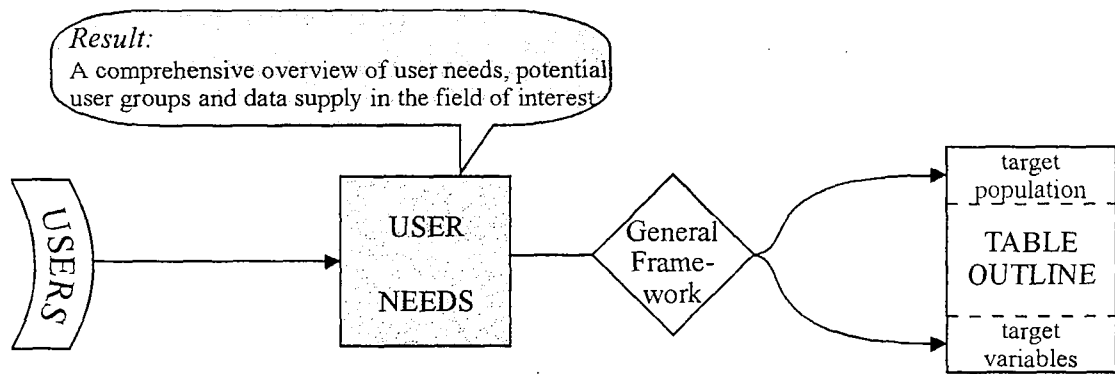 Result:
A comprehensive overview of user needs, potential
user groups and data supply in the field of interest
USERS
USER
NEEDS
General
Frame-
work
target
population
TABLE
OUTLINE
target
variables